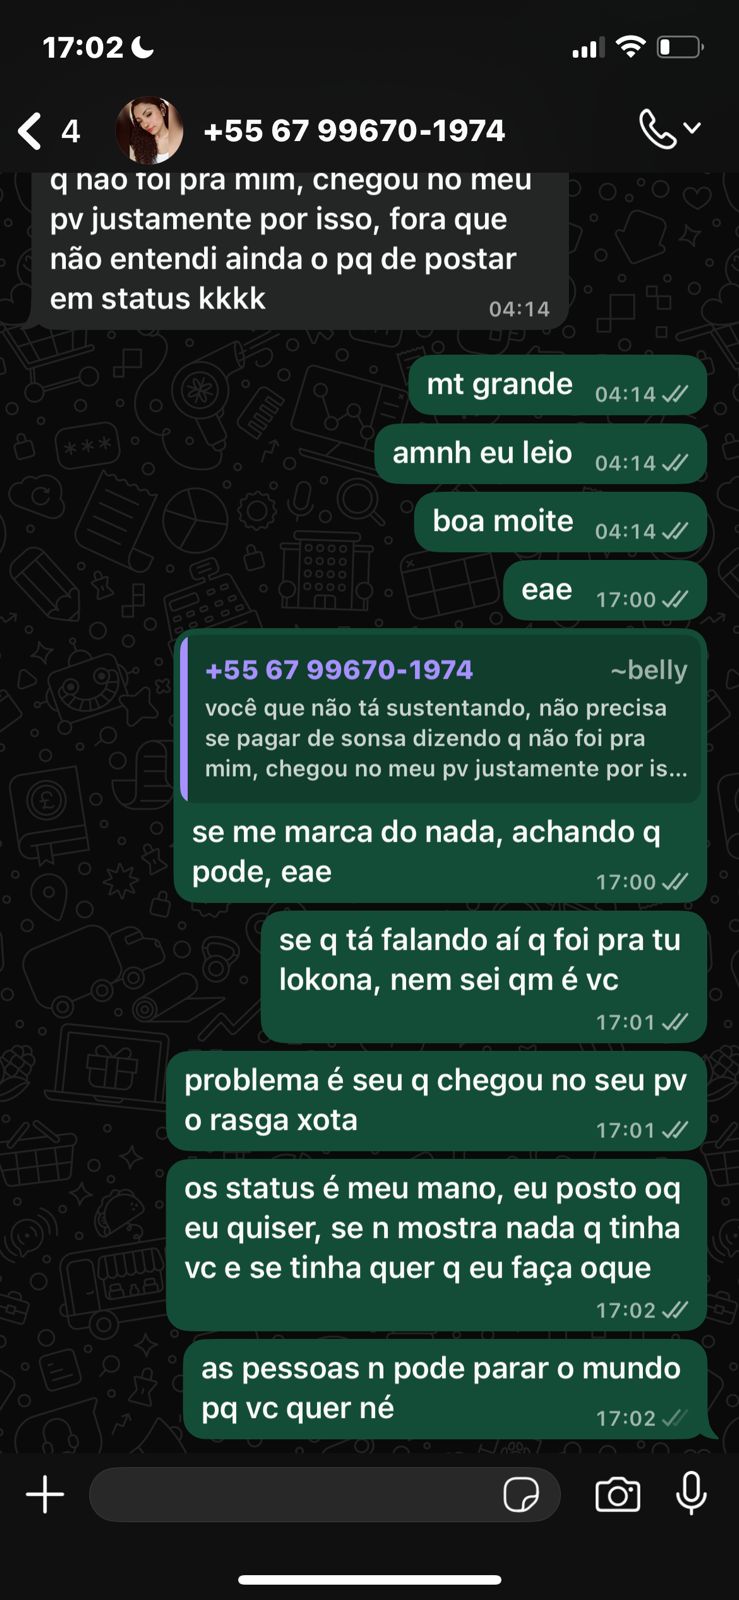 17:02
4
+55 67 99670-1974
q não foi pra mim, chegou no meu
pv justamente por isso, fora que
não entendi ainda o pq de postar
em status kkkk
04:14
mt grande 04:14
amnh eu leio 04:14
boa moite 04:14
eae 17:00
+55 67 99670-1974 ~belly
você que não tá sustentando, não precisa
se pagar de sonsa dizendo q não foi pra
mim, chegou no meu pv justamente por is...
se me marca do nada, achando q
pode, eae 17:00
se q tá falando aí q foi pra tu
lokona, nem sei qm é vc
17:01
problema é seu q chegou no seu pv
o rasga xota 17:01
os status é meu mano, eu posto oq
eu quiser, se n mostra nada q tinha
vc e se tinha quer q eu faça oque
17:02
as pessoas n pode parar o mundo
pq vc quer né 17:02